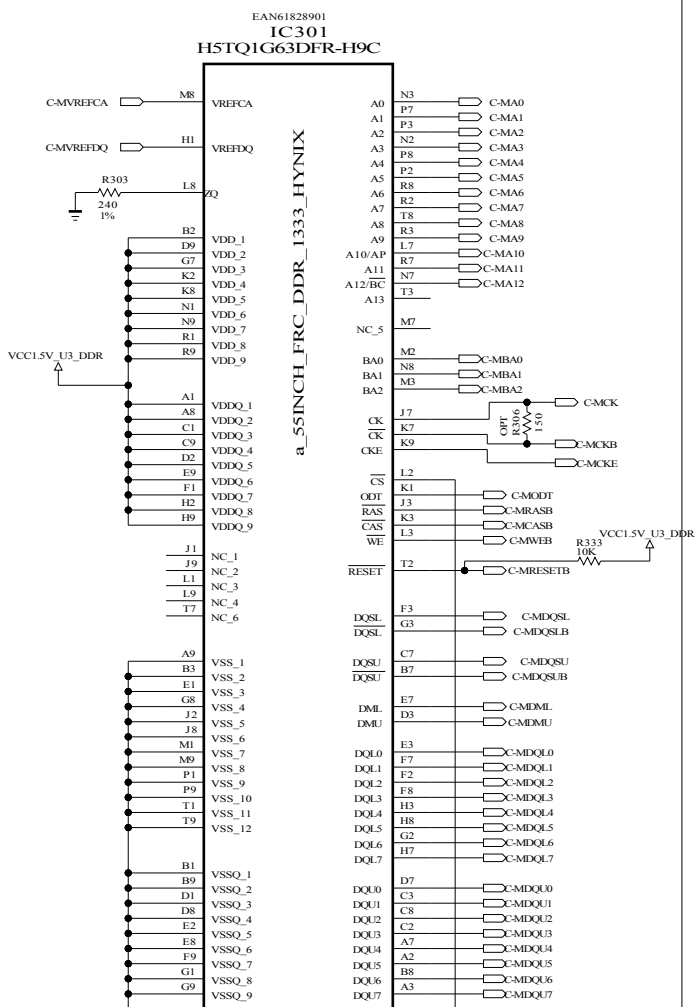 EAN61828901
IC301
H5TQ1G63DFR-H9C
a_55INCH_FRC_DDR_1333_HYNIX
C-MVREFCA M8 VREFCA
C-MVREFDQ H1 VREFDQ
R303
240
1%
L8 ZQ
B2 VDD_1
D9 VDD_2
G7 VDD_3
K2 VDD_4
K8 VDD_5
N1 VDD_6
N9 VDD_7
R1 VDD_8
R9 VDD_9
VCC1.5V_U3_DDR
A1 VDDQ_1
A8 VDDQ_2
C1 VDDQ_3
C9 VDDQ_4
D2 VDDQ_5
E9 VDDQ_6
F1 VDDQ_7
H2 VDDQ_8
H9 VDDQ_9
J1 NC_1
J9 NC_2
L1 NC_3
L9 NC_4
T7 NC_6
A9 VSS_1
B3 VSS_2
E1 VSS_3
G8 VSS_4
J2 VSS_5
J8 VSS_6
M1 VSS_7
M9 VSS_8
P1 VSS_9
P9 VSS_10
T1 VSS_11
T9 VSS_12
B1 VSSQ_1
B9 VSSQ_2
D1 VSSQ_3
D8 VSSQ_4
E2 VSSQ_5
E8 VSSQ_6
F9 VSSQ_7
G1 VSSQ_8
G9 VSSQ_9
A0 N3 C-MA0
A1 P7 C-MA1
A2 P3 C-MA2
A3 N2 C-MA3
A4 P8 C-MA4
A5 P2 C-MA5
A6 R8 C-MA6
A7 R2 C-MA7
A8 T8 C-MA8
A9 R3 C-MA9
A10/AP L7 C-MA10
A11 R7 C-MA11
A12/BC N7 C-MA12
A13 T3
NC_5 M7
BA0 M2 C-MBA0
BA1 N8 C-MBA1
BA2 M3 C-MBA2
CK J7 C-MCK
OPT
R306
150
CK K7 C-MCKB
CKE K9 C-MCKE
CS L2
ODT K1 C-MODT
RAS J3 C-MRASB
CAS K3 C-MCASB
WE L3 C-MWEB
R333
10K
VCC1.5V_U3_DDR
RESET T2 C-MRESETB
DQSL F3 C-MDQSL
DQSL G3 C-MDQSLB
DQSU C7 C-MDQSU
DQSU B7 C-MDQSUB
DML E7 C-MDML
DMU D3 C-MDMU
DQL0 E3 C-MDQL0
DQL1 F7 C-MDQL1
DQL2 F2 C-MDQL2
DQL3 F8 C-MDQL3
DQL4 H3 C-MDQL4
DQL5 H8 C-MDQL5
DQL6 G2 C-MDQL6
DQL7 H7 C-MDQL7
DQU0 D7 C-MDQU0
DQU1 C3 C-MDQU1
DQU2 C8 C-MDQU2
DQU3 C2 C-MDQU3
DQU4 A7 C-MDQU4
DQU5 A2 C-MDQU5
DQU6 B8 C-MDQU6
DQU7 A3 C-MDQU7